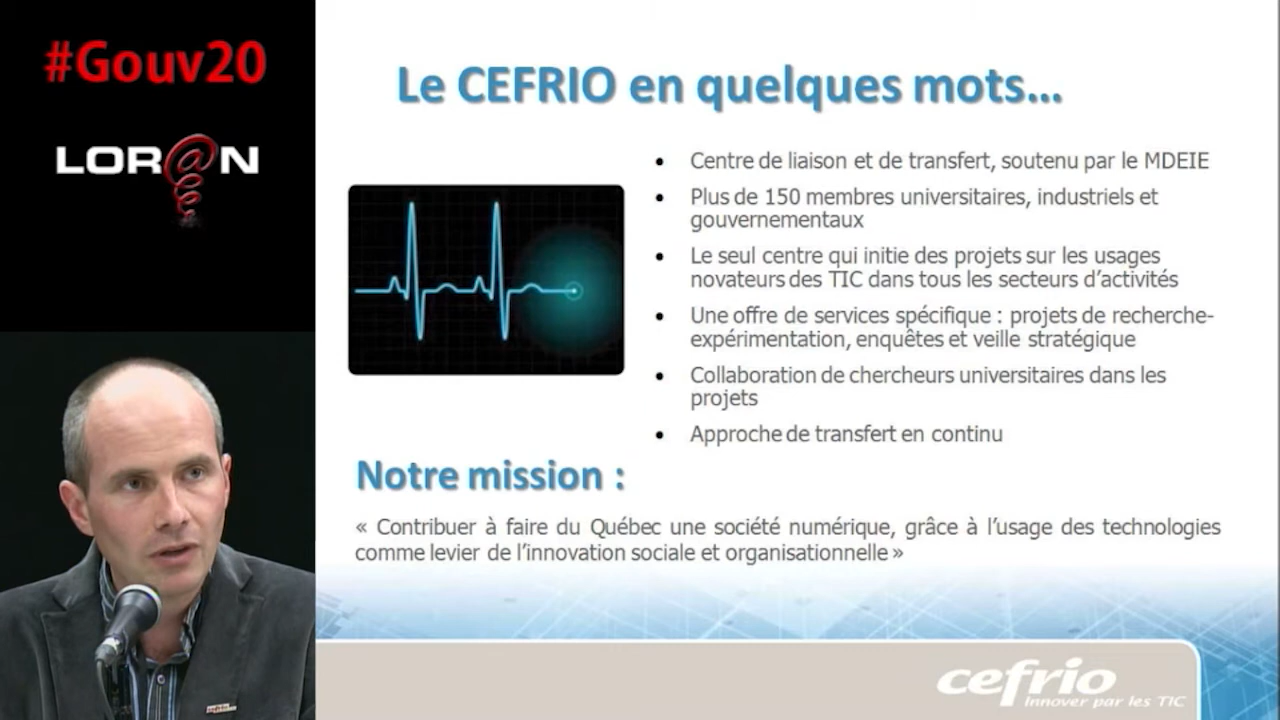 #Gouv20
LOR@N
Le CEFRIO en quelques mots...
• Centre de liaison et de transfert, soutenu par le MDEIE
• Plus de 150 membres universitaires, industriels et
gouvernementaux
• Le seul centre qui initie des projets sur les usages
novateurs des TIC dans tous les secteurs d'activités
• Une offre de services spécifique : projets de recherche-
expérimentation, enquêtes et veille stratégique
• Collaboration de chercheurs universitaires dans les
projets
• Approche de transfert en continu
Notre mission :
« Contribuer à faire du Québec une société numérique, grâce à l'usage des technologies
comme levier de l'innovation sociale et organisationnelle »
cefrio
innover par les TIC